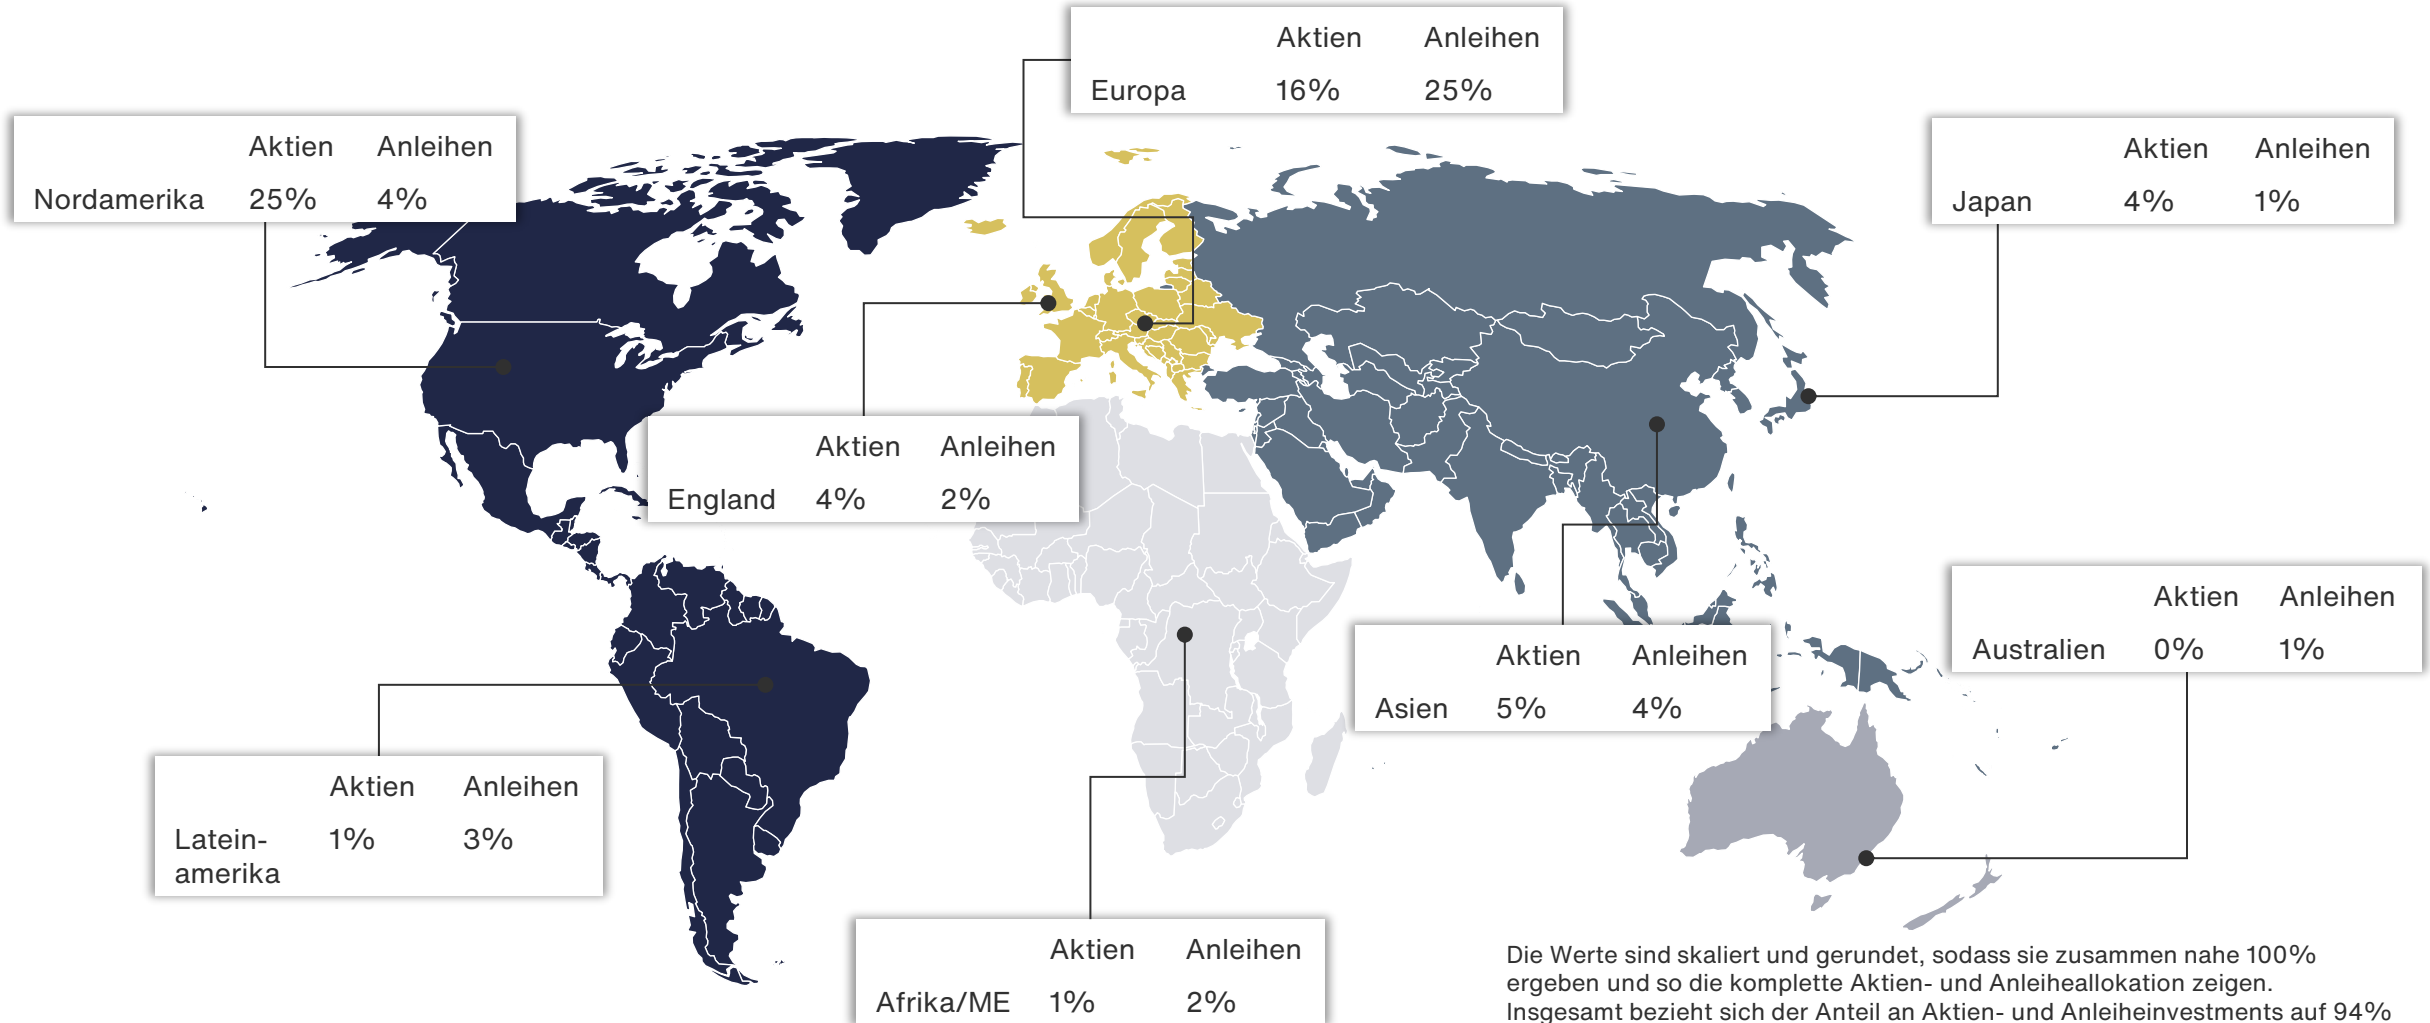 Aktien Anleihen
Europa 16% 25%
Aktien Anleihen
Nordamerika 25% 4%
Aktien Anleihen
Japan 4% 1%
Aktien Anleihen
England 4% 2%
Aktien Anleihen
Australien 0% 1%
Aktien Anleihen
Asien 5% 4%
Aktien Anleihen
Latein- 1% 3%
amerika
Aktien Anleihen
Afrika/ME 1% 2%
Die Werte sind skaliert und gerundet, sodass sie zusammen nahe 100%
ergeben und so die komplette Aktien- und Anleiheallokation zeigen.
Insgesamt bezieht sich der Anteil an Aktien- und Anleiheinvestments auf 94%